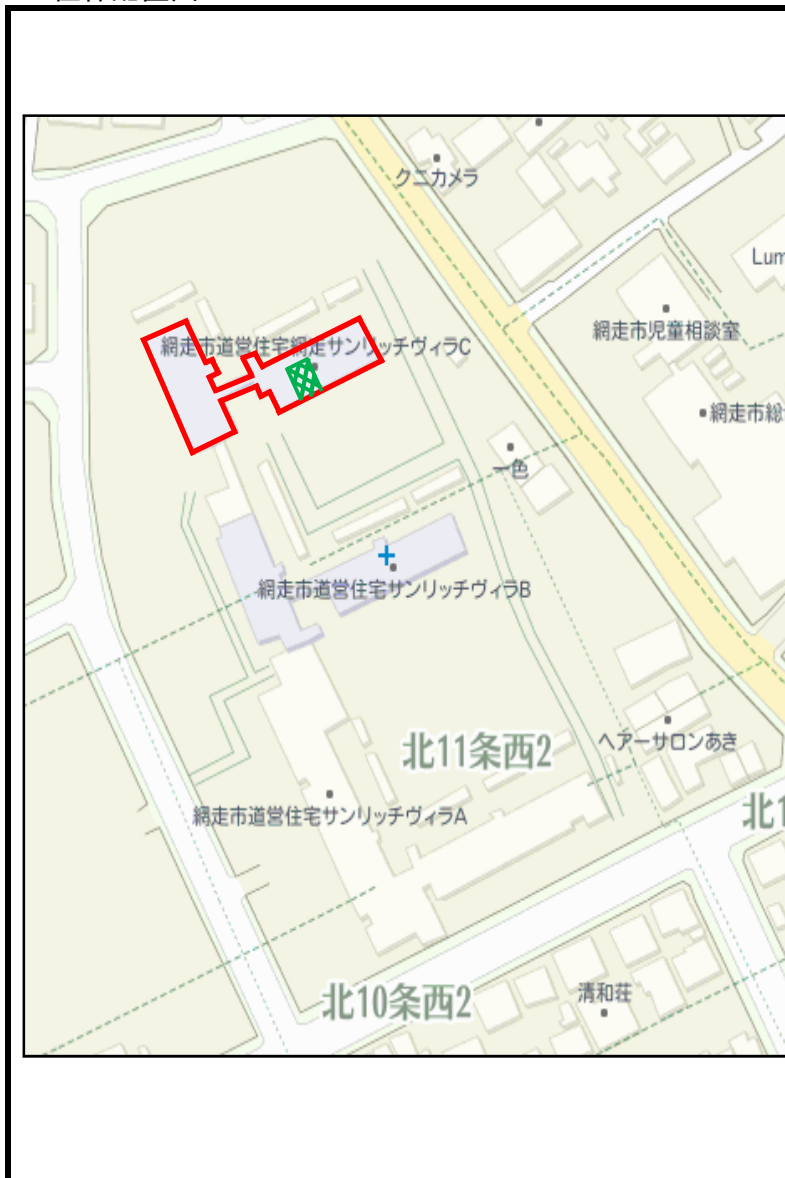 クニカメラ
Lum
網走市児童相談室
網走市道営住宅網走サンリッチヴィラC
網走市総
一色
網走市道営住宅サンリッチヴィラB
北11条西2
ヘアーサロンあき
網走市道営住宅サンリッチヴィラA
北1
清和荘
北10条西2